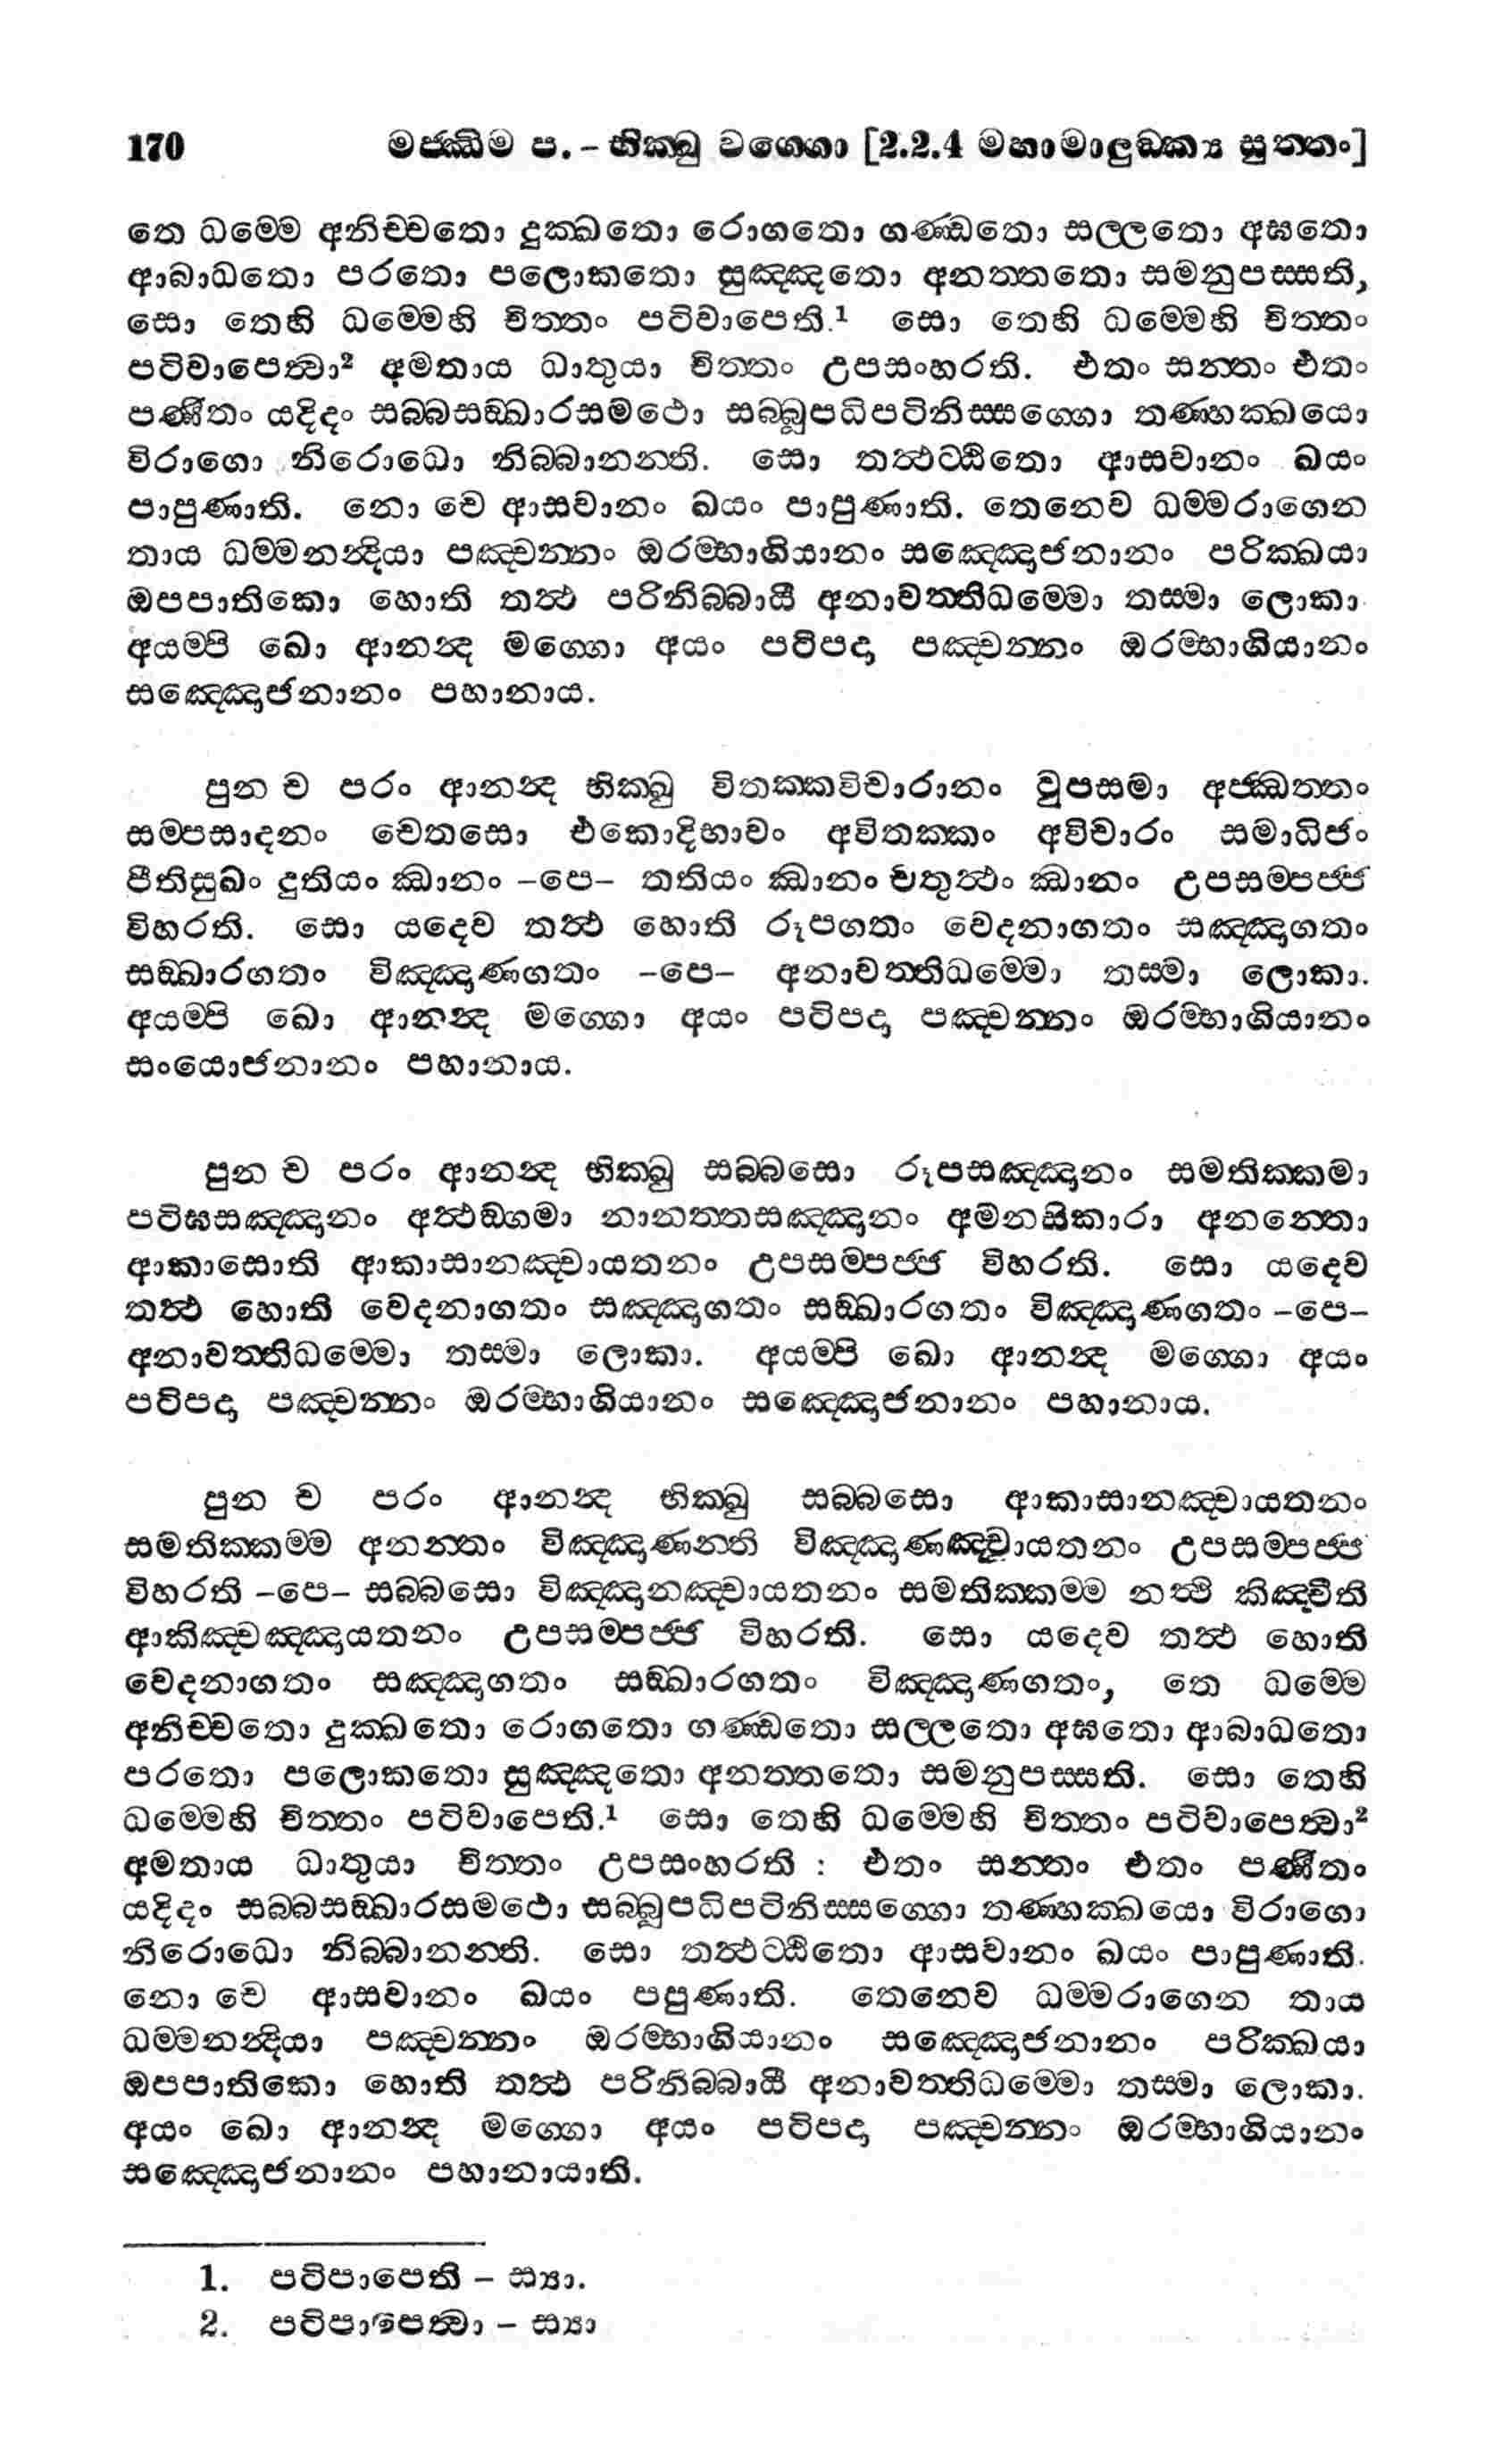 170 මජ්ඣිම ප. – භික්ඛු වග්ගො [2.2.4 මහාමාලුඞ්ක්‍ය සුත්තං]
තෙ ධම්මෙ අනිච්චතො දුක්ඛතො රොගතො ගණ්ඩතො සල්ලතො අඝතො
ආබාධතො පරතො පලොකතො සුඤ්ඤතො අනත්තතො සමනුපස්සති,
සො තෙහි ධම්මෙහි චිත්තං පටිවාපෙති.¹ සො තෙහි ධම්මෙහි චිත්තං
පටිවාපෙත්වා² අමතාය ධාතුයා චිත්තං උපසංහරති. එතං සන්තං එතං
පණීතං යදිදං සබ්බසඞ්ඛාරසමථො සබ්බූපධිපටිනිස්සග්ගො තණ්හක්ඛයො
විරාගො නිරොධො නිබ්බානන්ති. සො තත්ථට්ඨිතො ආසවානං ඛයං
පාපුණාති. නො චෙ ආසවානං ඛයං පාපුණාති. තෙනෙව ධම්මරාගෙන
තාය ධම්මනන්දියා පඤ්චන්නං ඔරම්භාගියානං සඤ්ඤොජනානං පරික්ඛයා
ඔපපාතිකො හොති තත්ථ පරිනිබ්බායී අනාවත්තිධම්මො තස්මා ලොකා
අයම්පි ඛො ආනන්ද මග්ගො අයං පටිපදා පඤ්චන්නං ඔරම්භාගියානං
සඤ්ඤොජනානං පහානාය.
පුන ච පරං ආනන්ද භික්ඛු විතක්කවිචාරානං වූපසමා අජ්ඣත්තං
සම්පසාදනං චෙතසො එකොදිභාවං අවිතක්කං අවිචාරං සමාධිජං
පීතිසුඛං දුතියං ඣානං –පෙ– තතියං ඣානං චතුත්ථං ඣානං උපසම්පජ්ජ
විහරති. සො යදෙව තත්ථ හොති රූපගතං වෙදනාගතං සඤ්ඤාගතං
සඞ්ඛාරගතං විඤ්ඤාණගතං –පෙ– අනාවත්තිධම්මො තස්මා ලොකා.
අයම්පි ඛො ආනන්ද මග්ගො අයං පටිපදා පඤ්චන්නං ඔරම්භාගියානං
සංයොජනානං පහානාය.
පුන ච පරං ආනන්ද භික්ඛු සබ්බසො රූපසඤ්ඤානං සමතික්කමා
පටිඝසඤ්ඤානං අත්ථඞ්ගමා නානත්තසඤ්ඤානං අමනසිකාරා අනන්තො
ආකාසොති ආකාසානඤ්චායතනං උපසම්පජ්ජ විහරති. සො යදෙව
තත්ථ හොති වෙදනාගතං සඤ්ඤාගතං සඞ්ඛාරගතං විඤ්ඤාණගතං –පෙ–
අනාවත්තිධම්මො තස්මා ලොකා. අයම්පි ඛො ආනන්ද මග්ගො අයං
පටිපදා පඤ්චන්නං ඔරම්භාගියානං සඤ්ඤොජනානං පහානාය.
පුන ච පරං ආනන්ද භික්ඛු සබ්බසො ආකාසානඤ්චායතනං
සමතික්කම්ම අනන්තං විඤ්ඤාණන්ති විඤ්ඤාණඤ්චායතනං උපසම්පජ්ජ
විහරති –පෙ– සබ්බසො විඤ්ඤානඤ්චායතනං සමතික්කම්ම නත්ථි කිඤ්චීති
ආකිඤ්චඤ්ඤායතනං උපසම්පජ්ජ විහරති. සො යදෙව තත්ථ හොති
වෙදනාගතං සඤ්ඤාගතං සඞ්ඛාරගතං විඤ්ඤාණගතං, තෙ ධම්මෙ
අනිච්චතො දුක්ඛතො රොගතො ගණ්ඩතො සල්ලතො අඝතො ආබාධතො
පරතො පලොකතො සුඤ්ඤතො අනත්තතො සමනුපස්සති. සො තෙහි
ධම්මෙහි චිත්තං පටිවාපෙති.¹ සො තෙහි ධම්මෙහි චිත්තං පටිවාපෙත්වා²
අමතාය ධාතුයා චිත්තං උපසංහරති : එතං සන්තං එතං පණීතං
යදිදං සබ්බසඞ්ඛාරසමථො සබ්බූපධිපටිනිස්සග්ගො තණ්හක්ඛයො විරාගො
නිරොධො නිබ්බානන්ති. සො තත්ථට්ඨිතො ආසවානං ඛයං පාපුණාති.
නො චෙ ආසවානං ඛයං පපුණාති. තෙනෙව ධම්මරාගෙන තාය
ධම්මනන්දියා පඤ්චන්නං ඔරම්භාගියානං සඤ්ඤොජනානං පරික්ඛයා
ඔපපාතිකො හොති තත්ථ පරිනිබ්බායී අනාවත්තිධම්මො තස්මා ලොකා.
අයං ඛො ආනන්ද මග්ගො අයං පටිපදා පඤ්චන්නං ඔරම්භාගියානං
සඤ්ඤොජනානං පහානායාති.
1. පටිපාපෙති – ස්‍යා.
2. පටිපාපෙත්වා – ස්‍යා